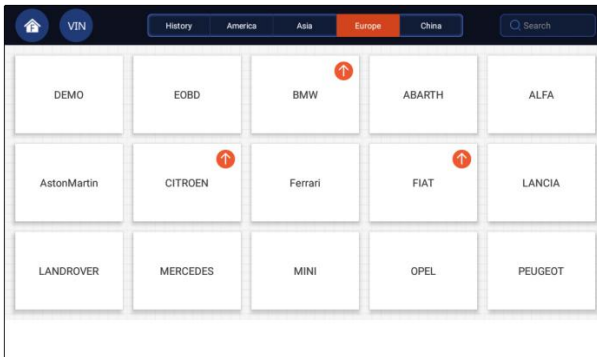 VIN History America Asia Europe China Search
DEMO EOBD BMW ABARTH ALFA
AstonMartin CITROEN Ferrari FIAT LANCIA
LANDROVER MERCEDES MINI OPEL PEUGEOT